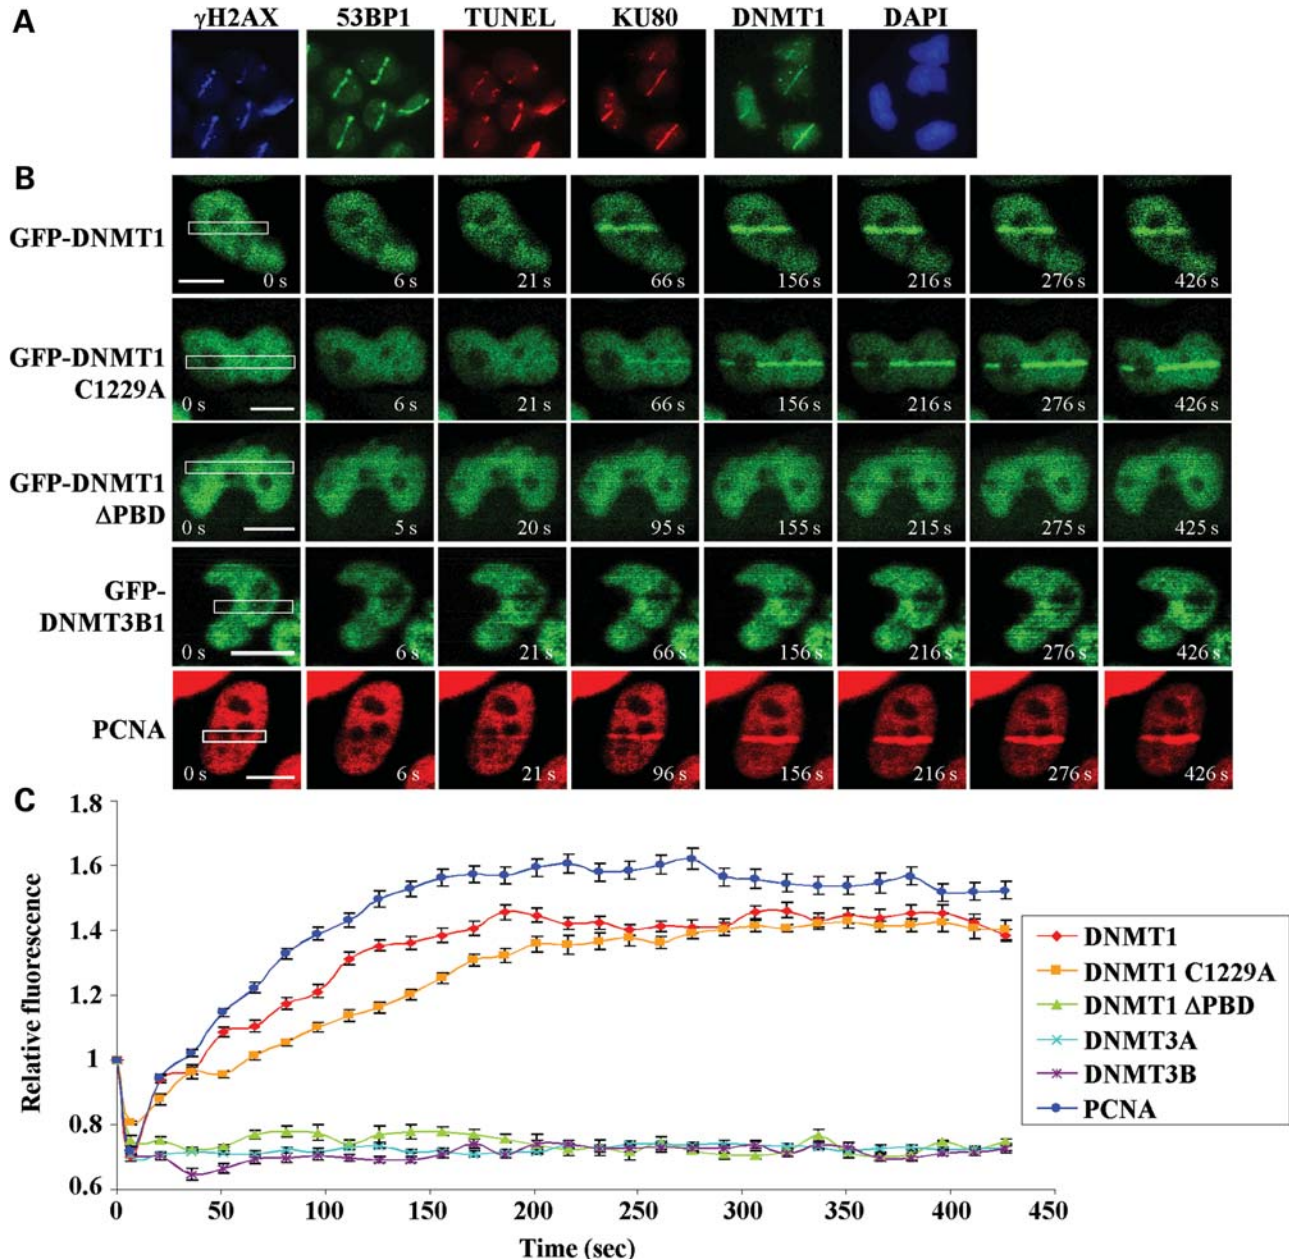 A
γH2AX 53BP1 TUNEL KU80 DNMT1 DAPI
B
GFP-DNMT1
0 s 6 s 21 s 66 s 156 s 216 s 276 s 426 s
GFP-DNMT1
C1229A
0 s 6 s 21 s 66 s 156 s 216 s 276 s 426 s
GFP-DNMT1
ΔPBD
0 s 5 s 20 s 95 s 155 s 215 s 275 s 425 s
GFP-
DNMT3B1
0 s 6 s 21 s 66 s 156 s 216 s 276 s 426 s
PCNA
0 s 6 s 21 s 96 s 156 s 216 s 276 s 426 s
C
Relative fluorescence
1.8
1.6
1.4
1.2
1
0.8
0.6
0 50 100 150 200 250 300 350 400 450
Time (sec)
DNMT1
DNMT1 C1229A
DNMT1 ΔPBD
DNMT3A
DNMT3B
PCNA